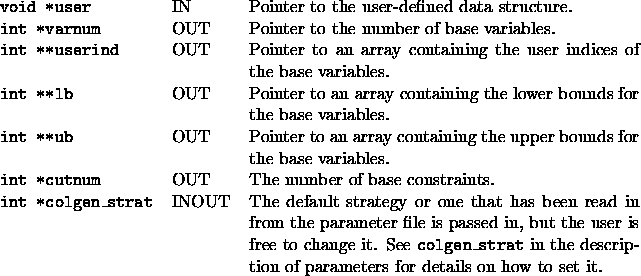 void *user IN Pointer to the user-defined data structure.
int *varnum OUT Pointer to the number of base variables.
int **userind OUT Pointer to an array containing the user indices of
the base variables.
int **lb OUT Pointer to an array containing the lower bounds for
the base variables.
int **ub OUT Pointer to an array containing the upper bounds for
the base variables.
int *cutnum OUT The number of base constraints.
int *colgen_strat INOUT The default strategy or one that has been read in
from the parameter file is passed in, but the user is
free to change it. See colgen_strat in the descrip-
tion of parameters for details on how to set it.